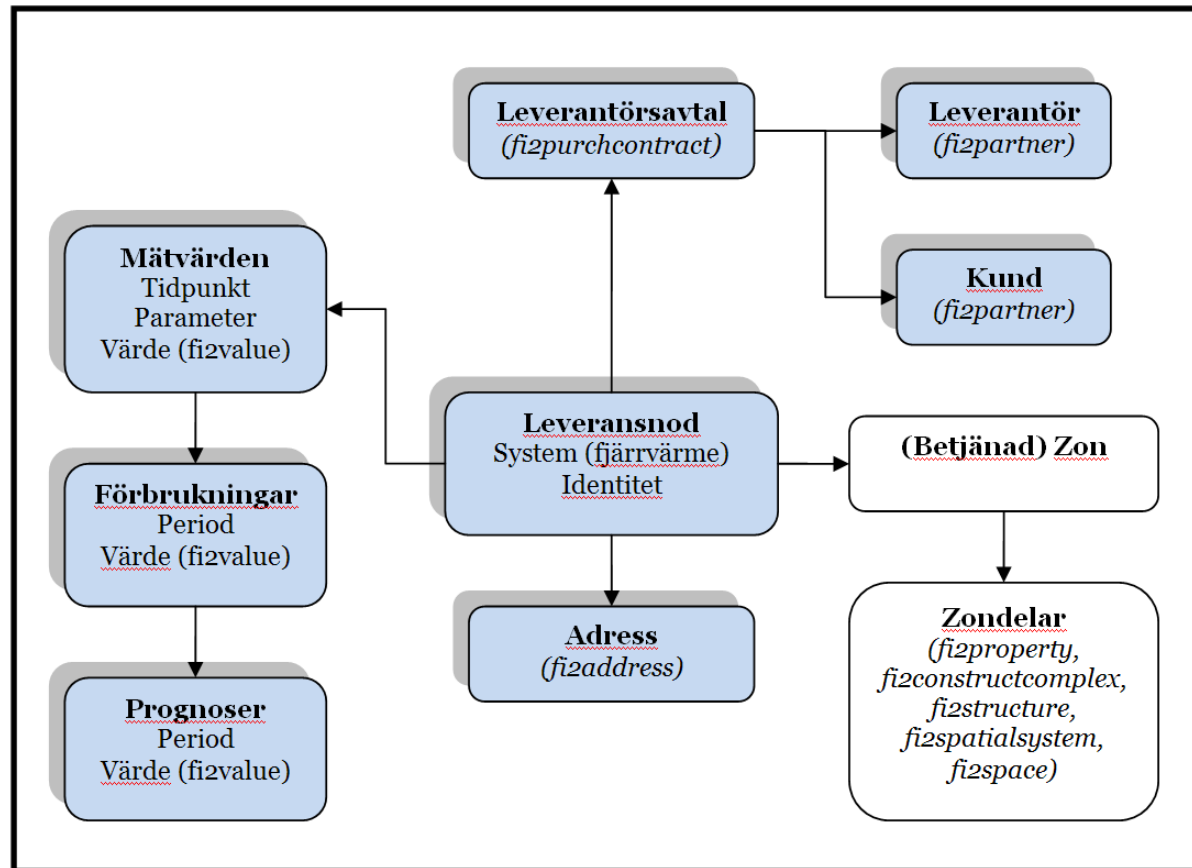 Leverantörsavtal
(fi2purchcontract)
Leverantör
(fi2partner)
Kund
(fi2partner)
Mätvärden
Tidpunkt
Parameter
Värde (fi2value)
Leveransnod
System (fjärrvärme)
Identitet
(Betjänad) Zon
Förbrukningar
Period
Värde (fi2value)
Adress
(fi2address)
Zondelar
(fi2property,
fi2constructcomplex,
fi2structure,
fi2spatialsystem,
fi2space)
Prognoser
Period
Värde (fi2value)